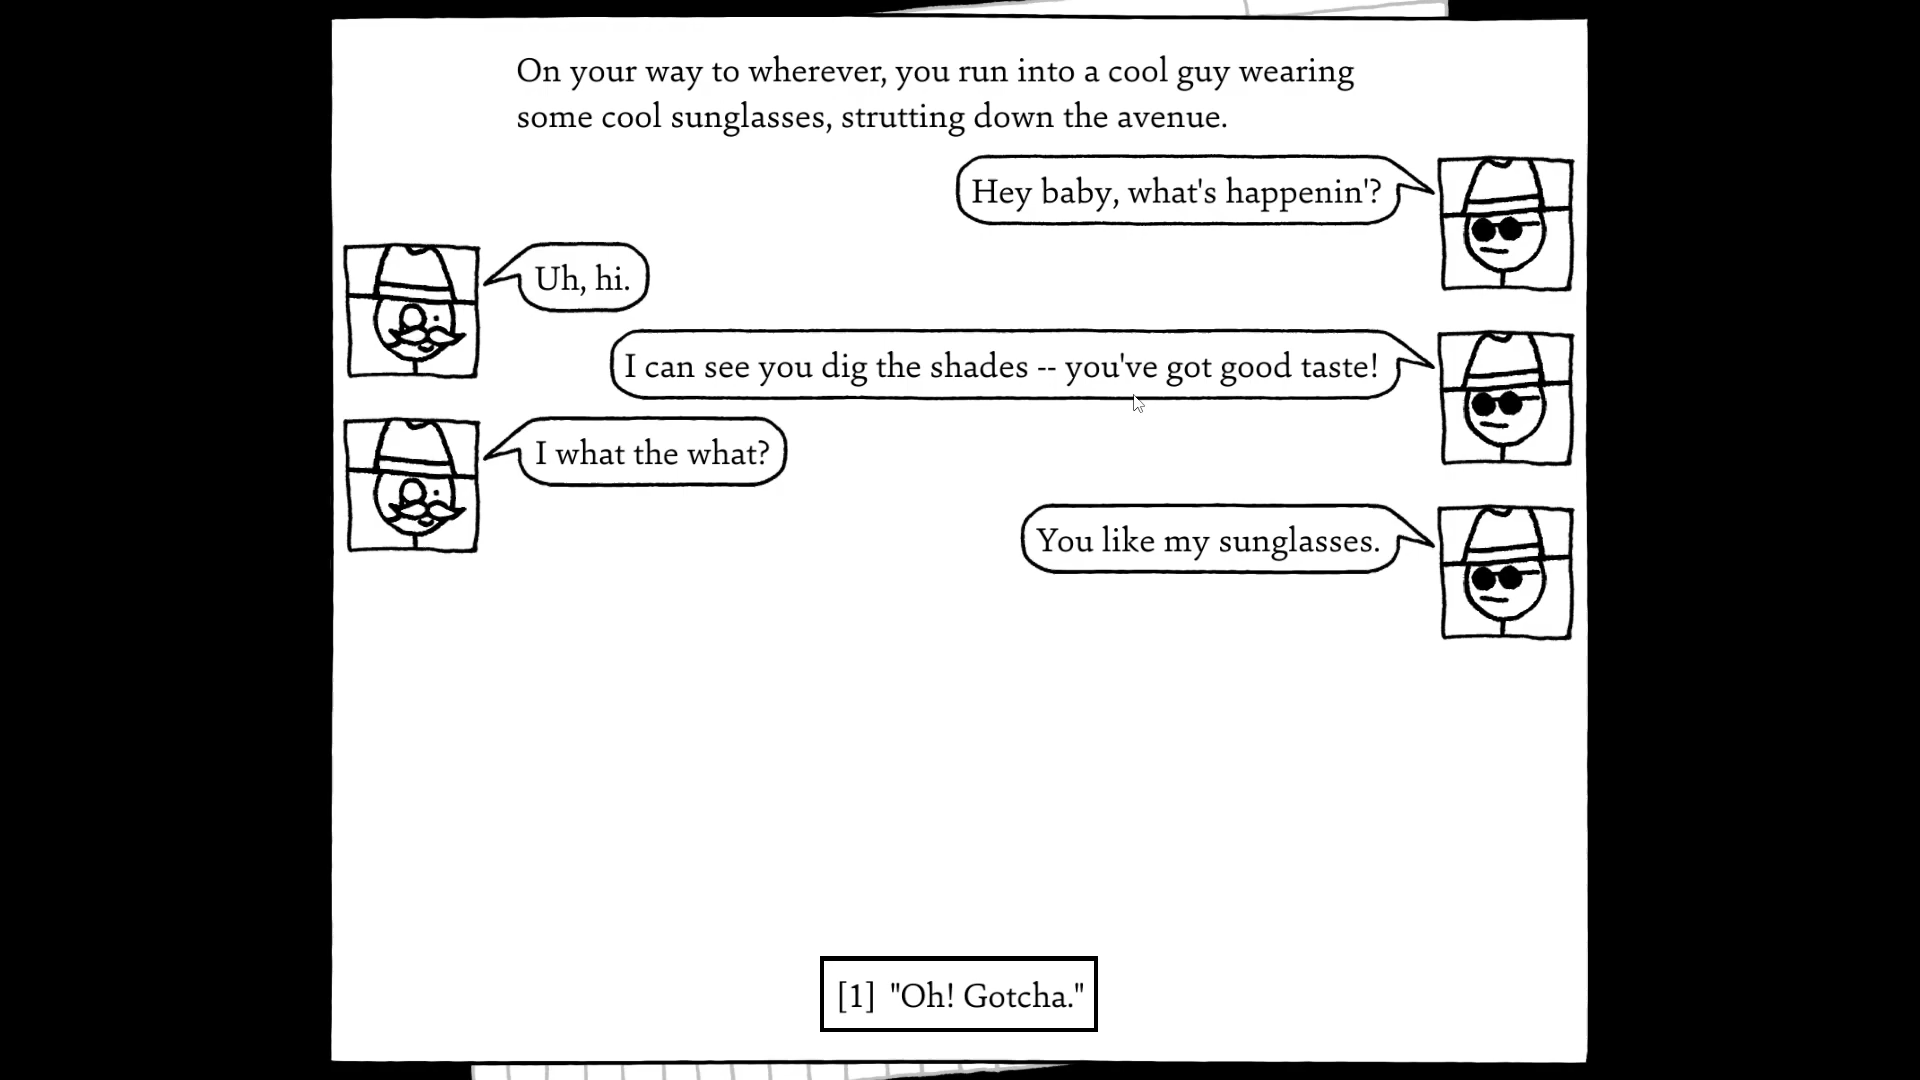 On your way to wherever, you run into a cool guy wearing
some cool sunglasses, strutting down the avenue.
Hey baby, what's happenin'?
Uh, hi.
I can see you dig the shades -- you've got good taste!
I what the what?
You like my sunglasses.
[1] "Oh! Gotcha."